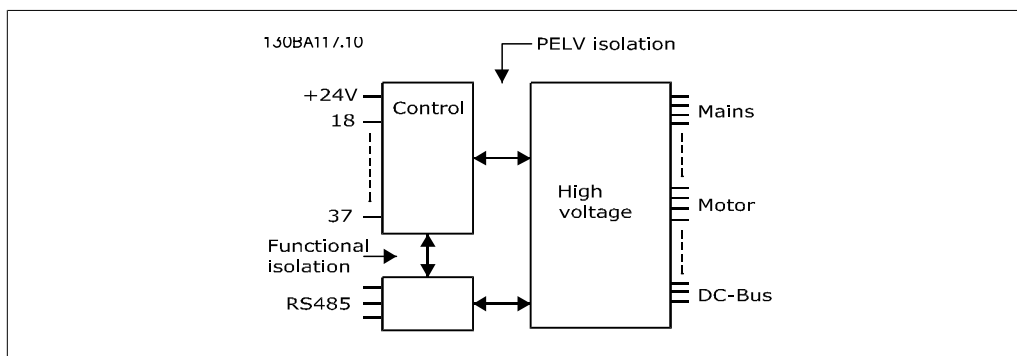 130BA117.10
PELV isolation
+24V
Control
18
37
Mains
High
voltage
Motor
Functional
isolation
RS485
DC-Bus